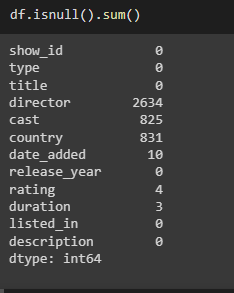 df.isnull().sum()
show_id 0
type 0
title 0
director 2634
cast 825
country 831
date_added 10
release_year 0
rating 4
duration 3
listed_in 0
description 0
dtype: int64